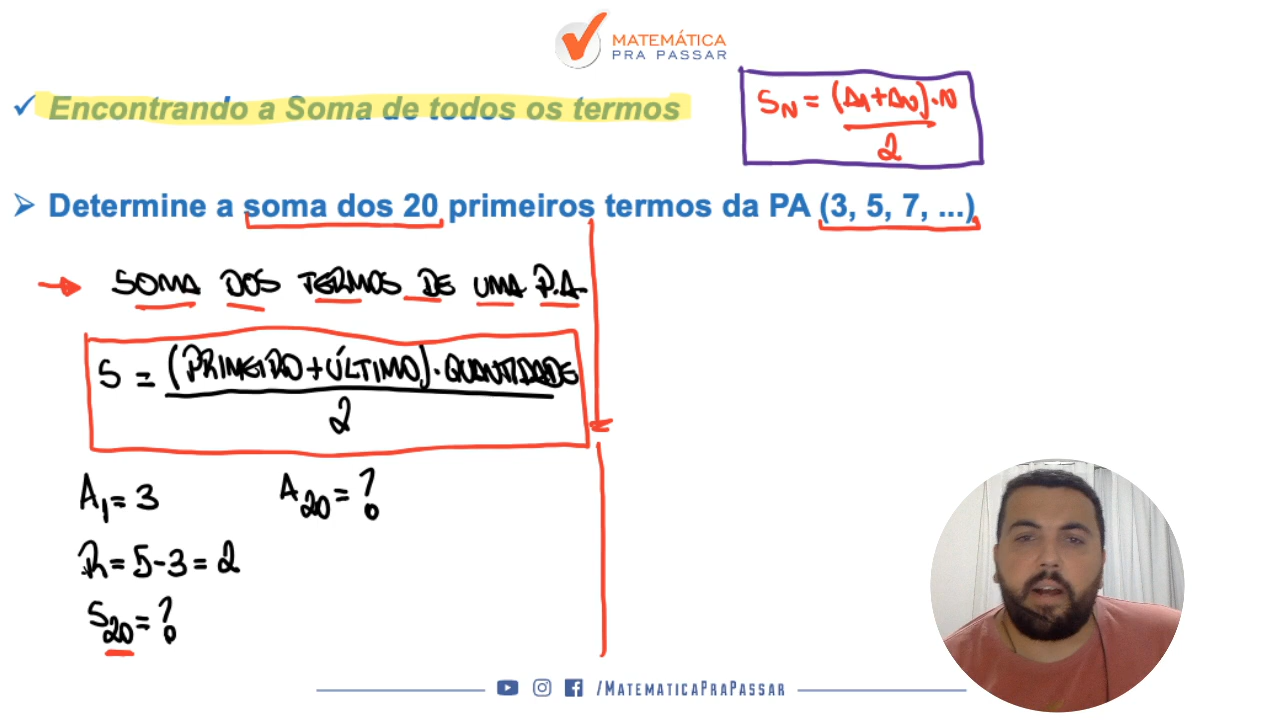 MATEMÁTICA
PRA PASSAR
✓ Encontrando a Soma de todos os termos
S_N = (A1+AN)·N
2
➢ Determine a soma dos 20 primeiros termos da PA (3, 5, 7, ...)
→ SOMA DOS TERMOS DE UMA P.A.
S = (PRIMEIRO+ÚLTIMO)·QUANTIDADE
2
A₁= 3 A₂₀= ?
R= 5-3= 2
S₂₀= ?
/MATEMATICAPRAPASSAR